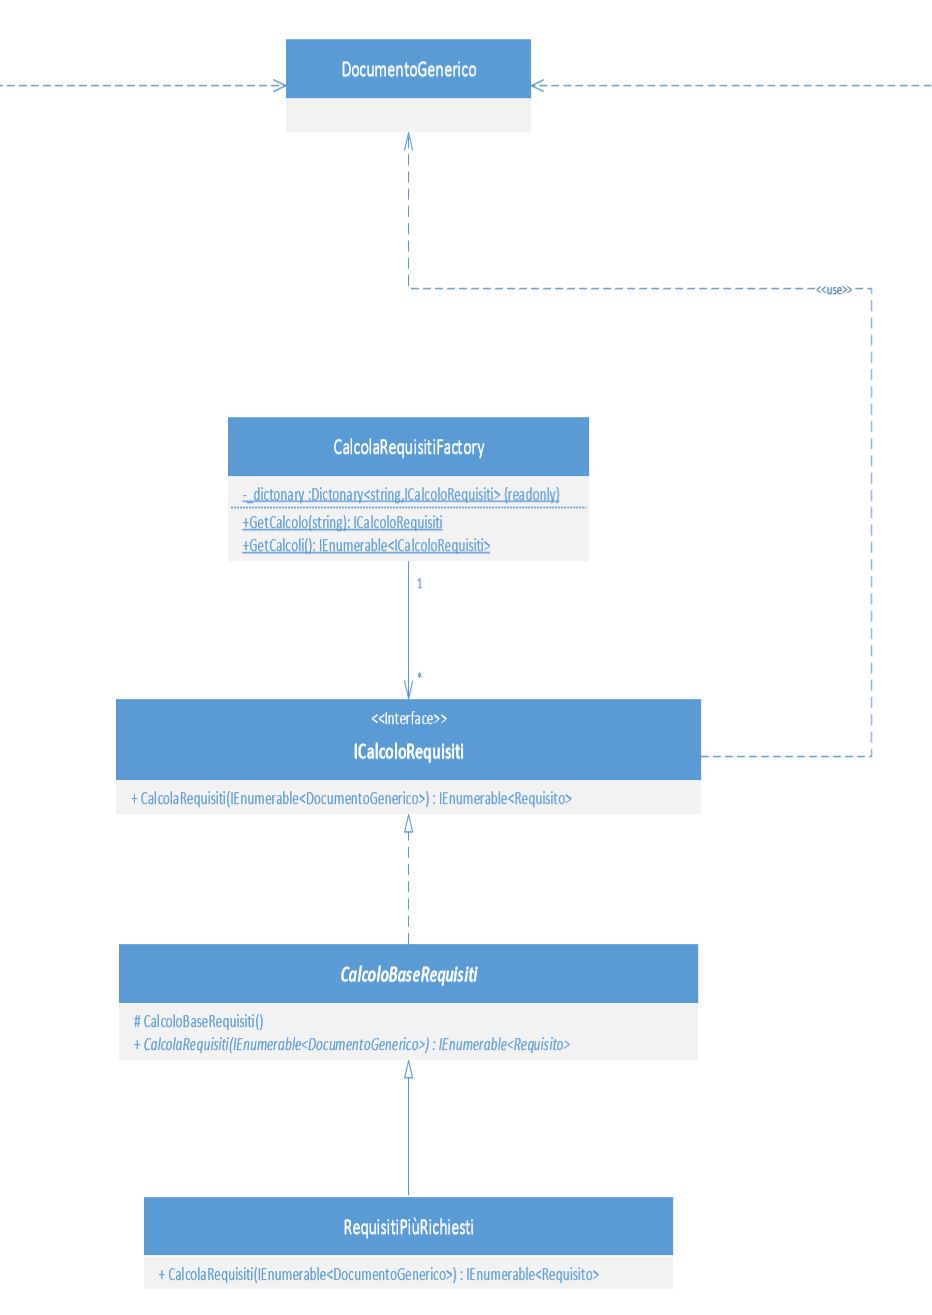 DocumentoGenerico
<<use>>
CalcolaRequisitiFactory
-_dictonary :Dictonary<string,ICalcoloRequisiti> {readonly}
+GetCalcolo(string): ICalcoloRequisiti
+GetCalcoli(): IEnumerable<ICalcoloRequisiti>
1
*
<<Interface>>
ICalcoloRequisiti
+ CalcolaRequisiti(IEnumerable<DocumentoGenerico>) : IEnumerable<Requisito>
CalcoloBaseRequisiti
# CalcoloBaseRequisiti()
+ CalcolaRequisiti(IEnumerable<DocumentoGenerico>) : IEnumerable<Requisito>
RequisitiPiùRichiesti
+ CalcolaRequisiti(IEnumerable<DocumentoGenerico>) : IEnumerable<Requisito>